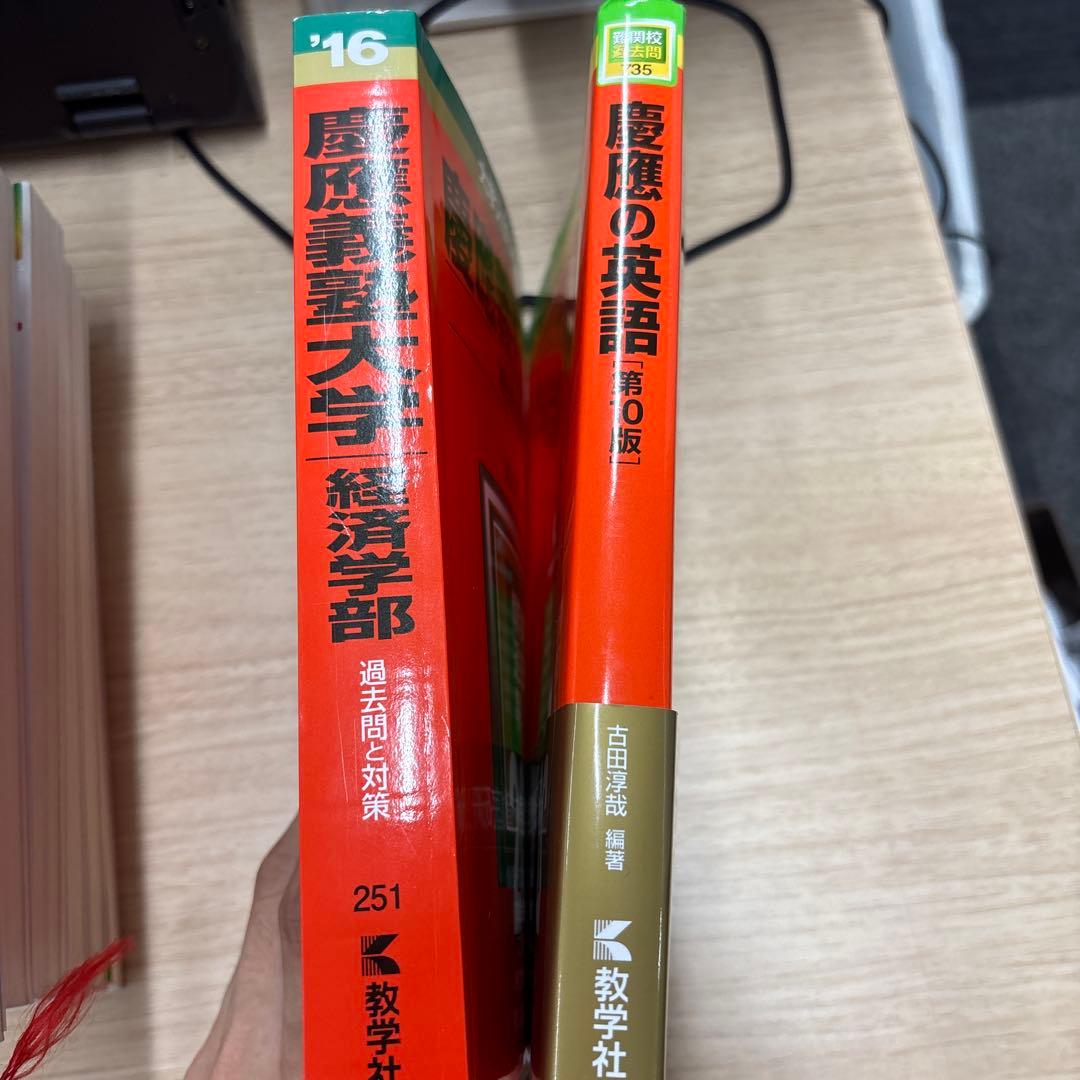 '16
慶應義塾大学
経済学部
過去問と対策
251
教学社
難関校
過去問
735
慶應の英語
[第10版]
古田淳哉 編著
教学社